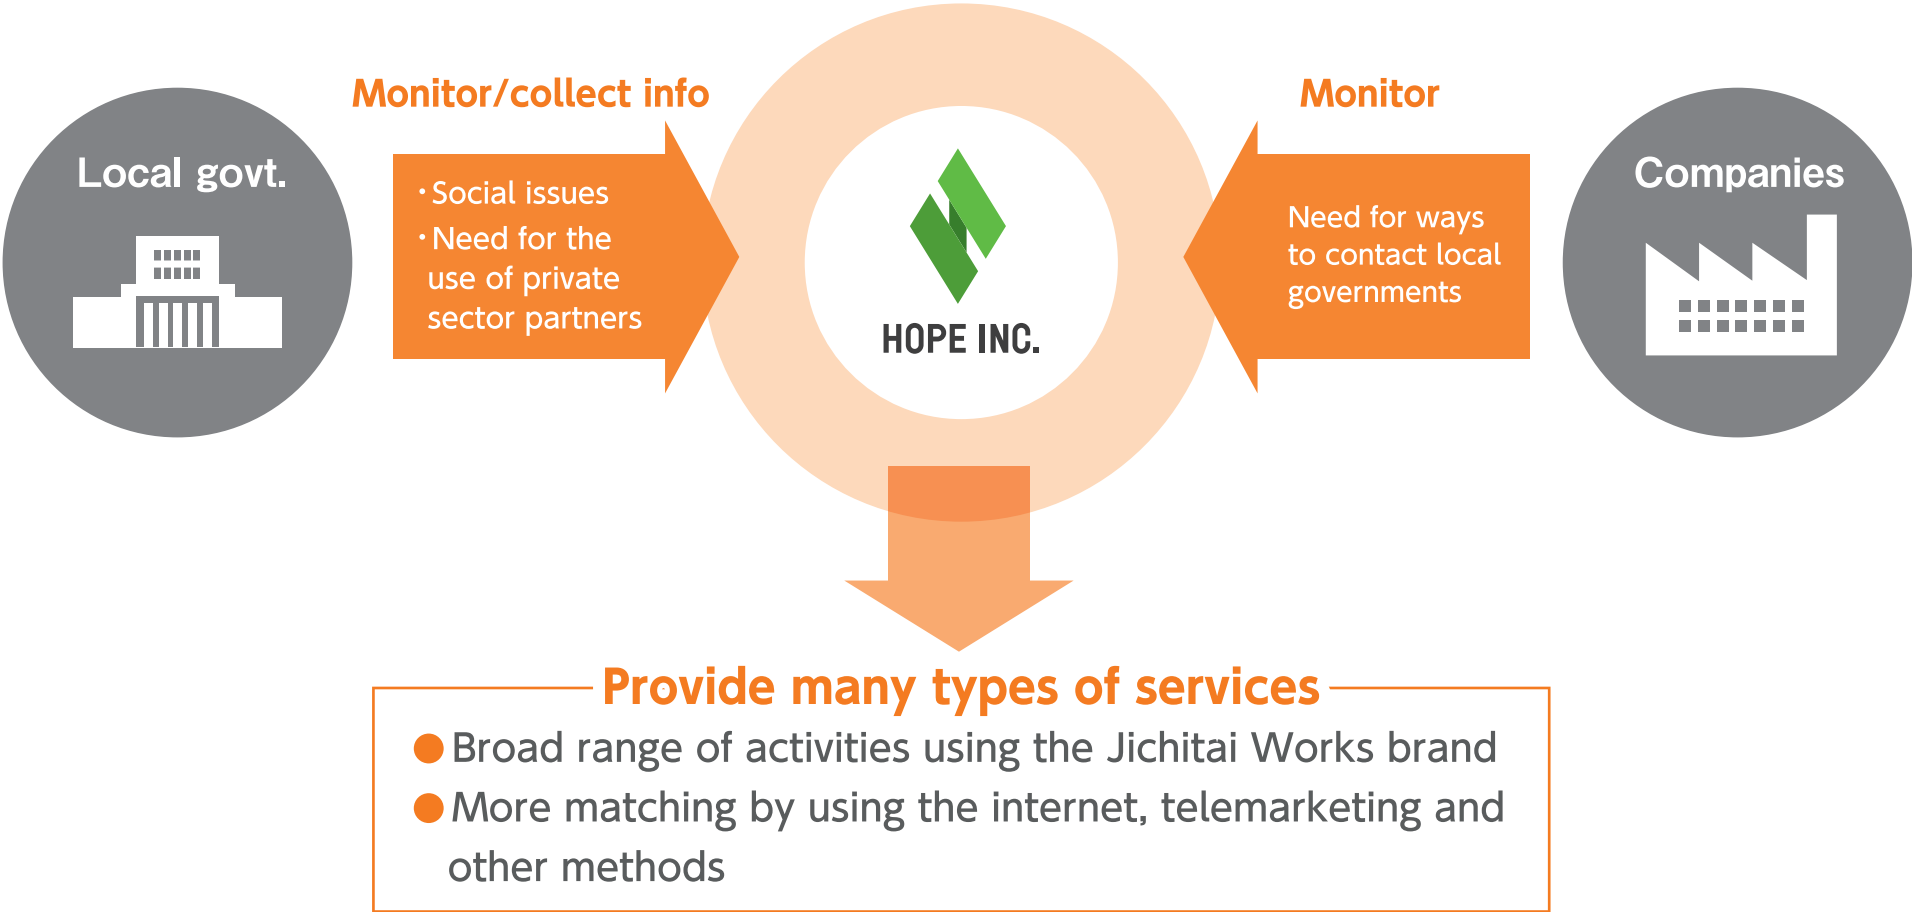 Monitor/collect info
Monitor
Local govt.
・Social issues
・Need for the
use of private
sector partners
HOPE INC.
Need for ways
to contact local
governments
Companies
Provide many types of services
●Broad range of activities using the Jichitai Works brand
●More matching by using the internet, telemarketing and
other methods